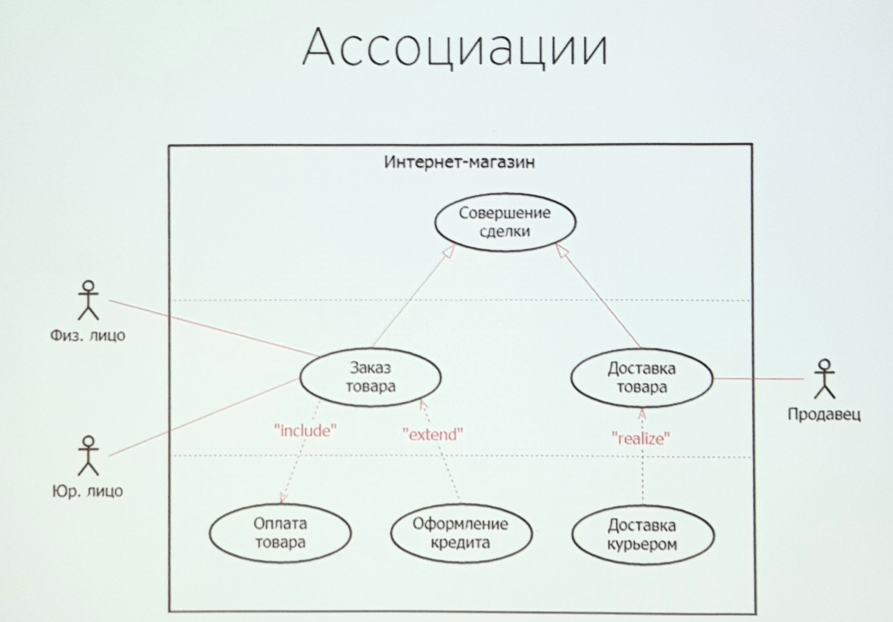 Ассоциации
Интернет-магазин
Совершение
сделки
Физ. лицо
Заказ
товара
Доставка
товара
Продавец
"include"
"extend"
"realize"
Юр. лицо
Оплата
товара
Оформление
кредита
Доставка
курьером